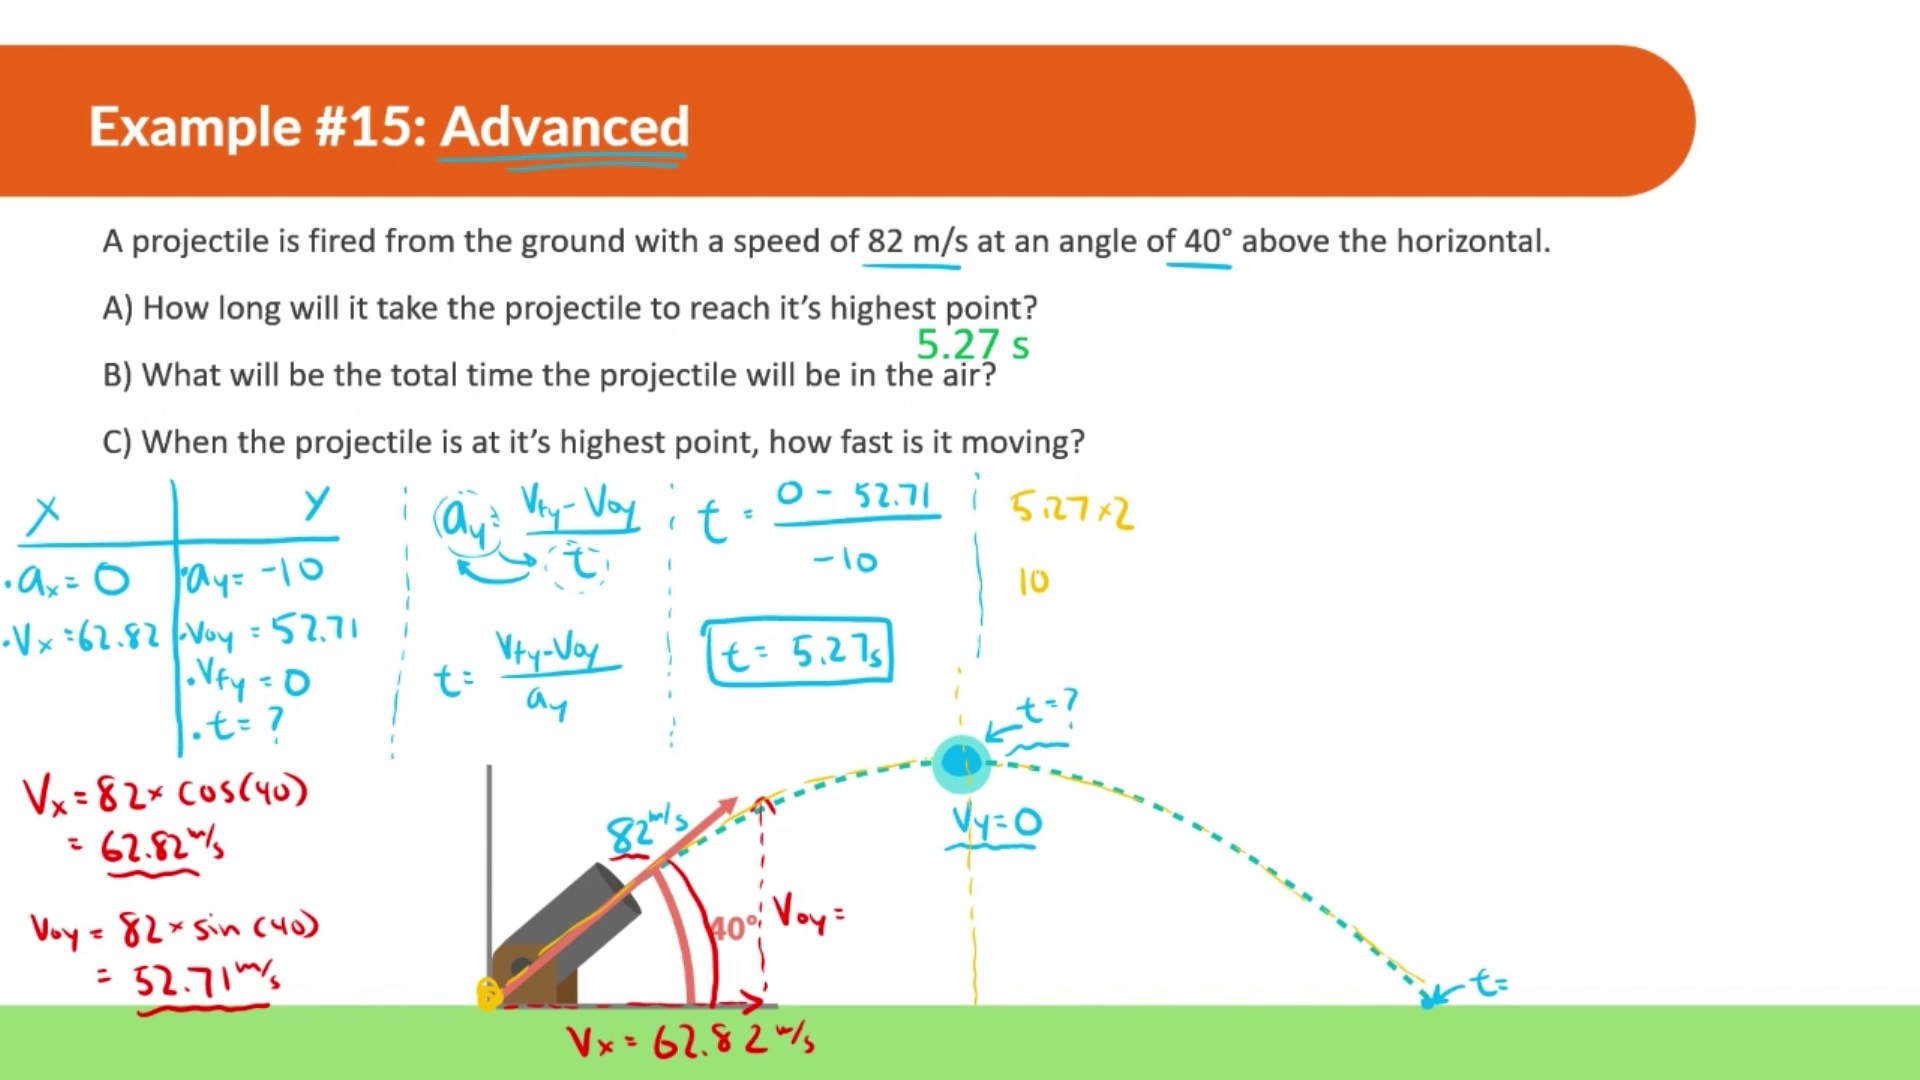 Example #15: Advanced
A projectile is fired from the ground with a speed of 82 m/s at an angle of 40° above the horizontal.
A) How long will it take the projectile to reach it’s highest point?
5.27 s
B) What will be the total time the projectile will be in the air?
C) When the projectile is at it’s highest point, how fast is it moving?
X Y
.ax = 0 .ay = -10
.Vx = 62.82 .Voy = 52.71
.Vfy = 0
.t = ?
ay = Vfy - Voy / t
t = Vfy - Voy / ay
t = 0 - 52.71 / -10
t = 5.27s
5.27 x 2
10
t = ?
Vy = 0
Vx = 82 x cos(40)
= 62.82 m/s
Voy = 82 x sin (40)
= 52.71 m/s
82 m/s
40°
Voy =
t =
Vx = 62.82 m/s